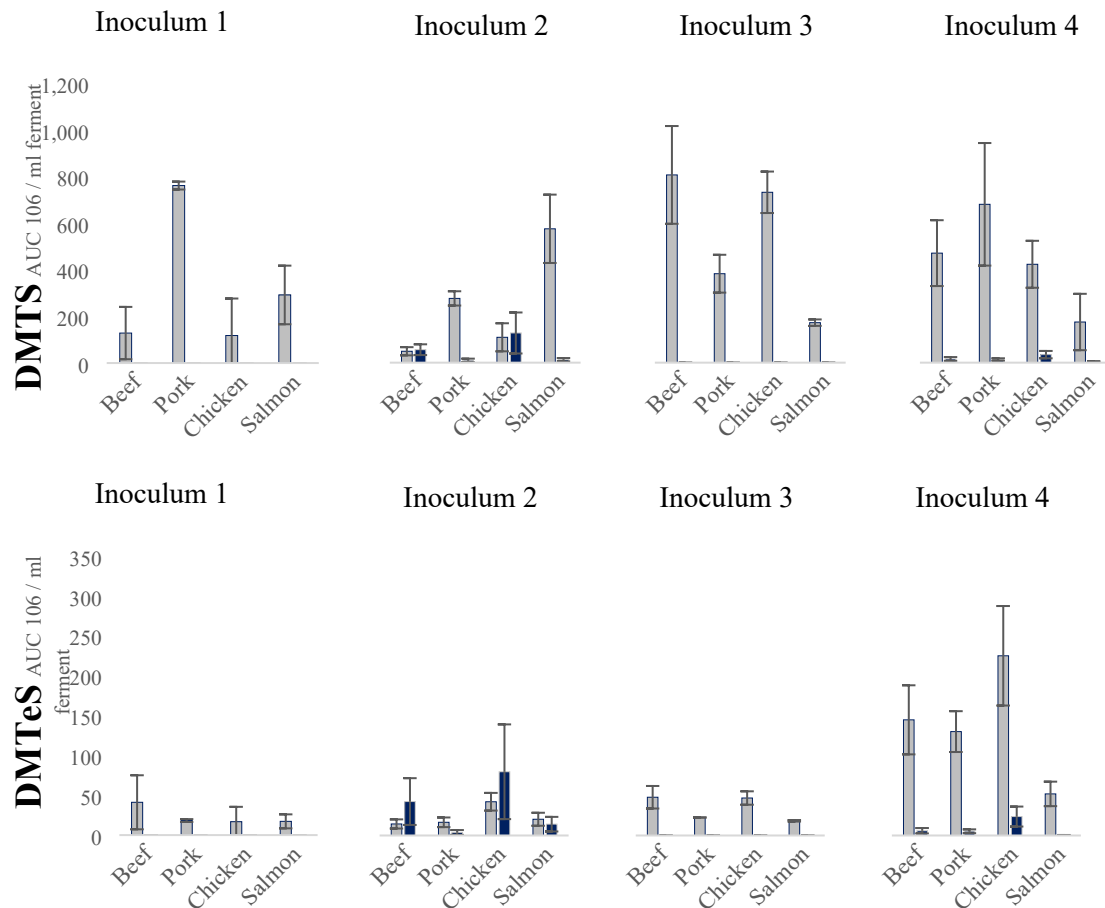 Inoculum 1
Inoculum 2
Inoculum 3
Inoculum 4
DMTS AUC 106 / ml ferment
1,200
1,000
800
600
400
200
0
Beef
Pork
Chicken
Salmon
Beef
Pork
Chicken
Salmon
Beef
Pork
Chicken
Salmon
Beef
Pork
Chicken
Salmon
Inoculum 1
Inoculum 2
Inoculum 3
Inoculum 4
DMTeS AUC 106 / ml
ferment
350
300
250
200
150
100
50
0
Beef
Pork
Chicken
Salmon
Beef
Pork
Chicken
Salmon
Beef
Pork
Chicken
Salmon
Beef
Pork
Chicken
Salmon